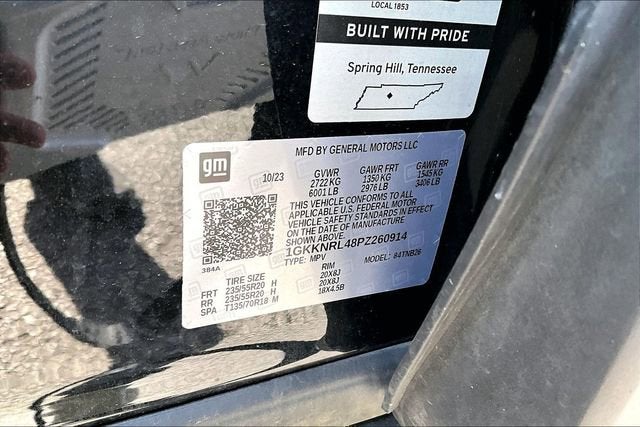 LOCAL 1853
BUILT WITH PRIDE
Spring Hill, Tennessee
MFD BY GENERAL MOTORS LLC
gm
10/23
GVWR
2722 KG
6001 LB
GAWR FRT
1350 KG
2976 LB
GAWR RR
1545 KG
3406 LB
THIS VEHICLE CONFORMS TO ALL
APPLICABLE U.S. FEDERAL MOTOR
VEHICLE SAFETY STANDARDS IN EFFECT
ON THE DATE OF MANUFACTURE
SHOWN ABOVE.
1GKKNRL48PZ260914
TYPE: MPV MODEL: 84TNB26
384A
TIRE SIZE RIM
FRT 235/55R20 H 20X8J
RR 235/55R20 H 20X8J
SPA T135/70R18 M 18X4.5B